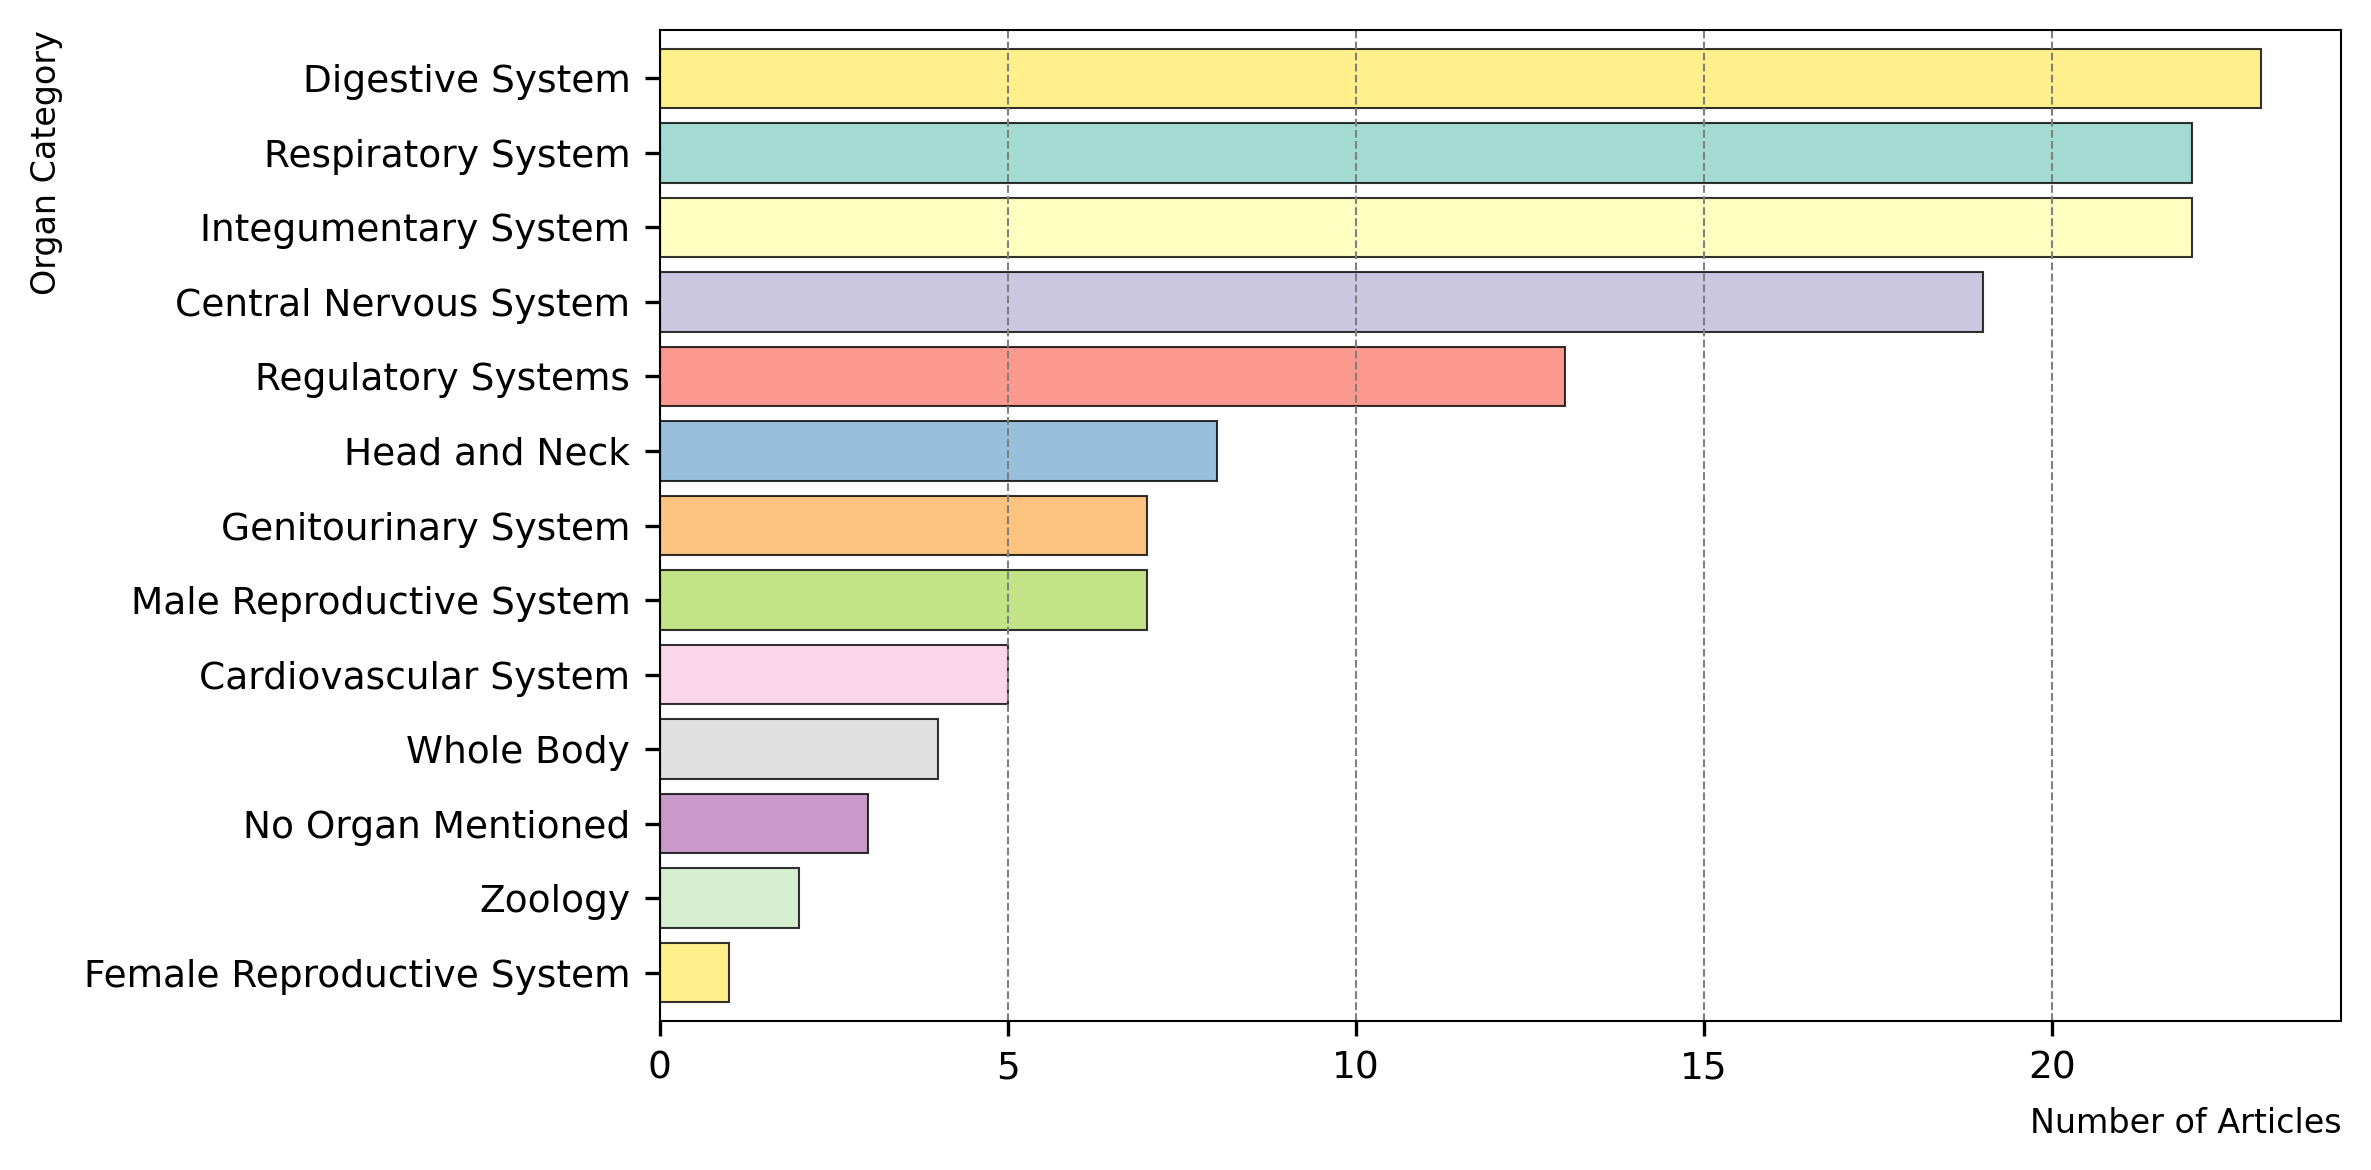 Organ Category
Digestive System
Respiratory System
Integumentary System
Central Nervous System
Regulatory Systems
Head and Neck
Genitourinary System
Male Reproductive System
Cardiovascular System
Whole Body
No Organ Mentioned
Zoology
Female Reproductive System
0 5 10 15 20
Number of Articles